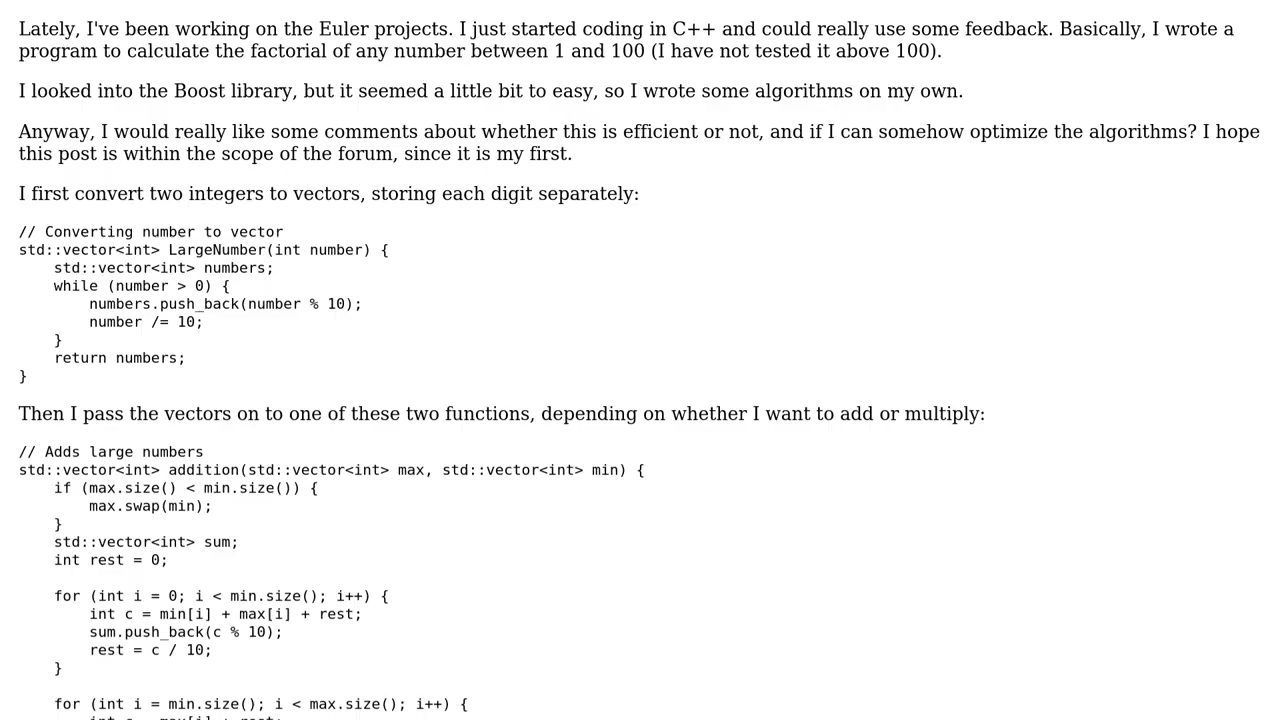 Lately, I've been working on the Euler projects. I just started coding in C++ and could really use some feedback. Basically, I wrote a
program to calculate the factorial of any number between 1 and 100 (I have not tested it above 100).
I looked into the Boost library, but it seemed a little bit to easy, so I wrote some algorithms on my own.
Anyway, I would really like some comments about whether this is efficient or not, and if I can somehow optimize the algorithms? I hope
this post is within the scope of the forum, since it is my first.
I first convert two integers to vectors, storing each digit separately:
// Converting number to vector
std::vector<int> LargeNumber(int number) {
    std::vector<int> numbers;
    while (number > 0) {
        numbers.push_back(number % 10);
        number /= 10;
    }
    return numbers;
}
Then I pass the vectors on to one of these two functions, depending on whether I want to add or multiply:
// Adds large numbers
std::vector<int> addition(std::vector<int> max, std::vector<int> min) {
    if (max.size() < min.size()) {
        max.swap(min);
    }
    std::vector<int> sum;
    int rest = 0;
    for (int i = 0; i < min.size(); i++) {
        int c = min[i] + max[i] + rest;
        sum.push_back(c % 10);
        rest = c / 10;
    }
    for (int i = min.size(); i < max.size(); i++) {